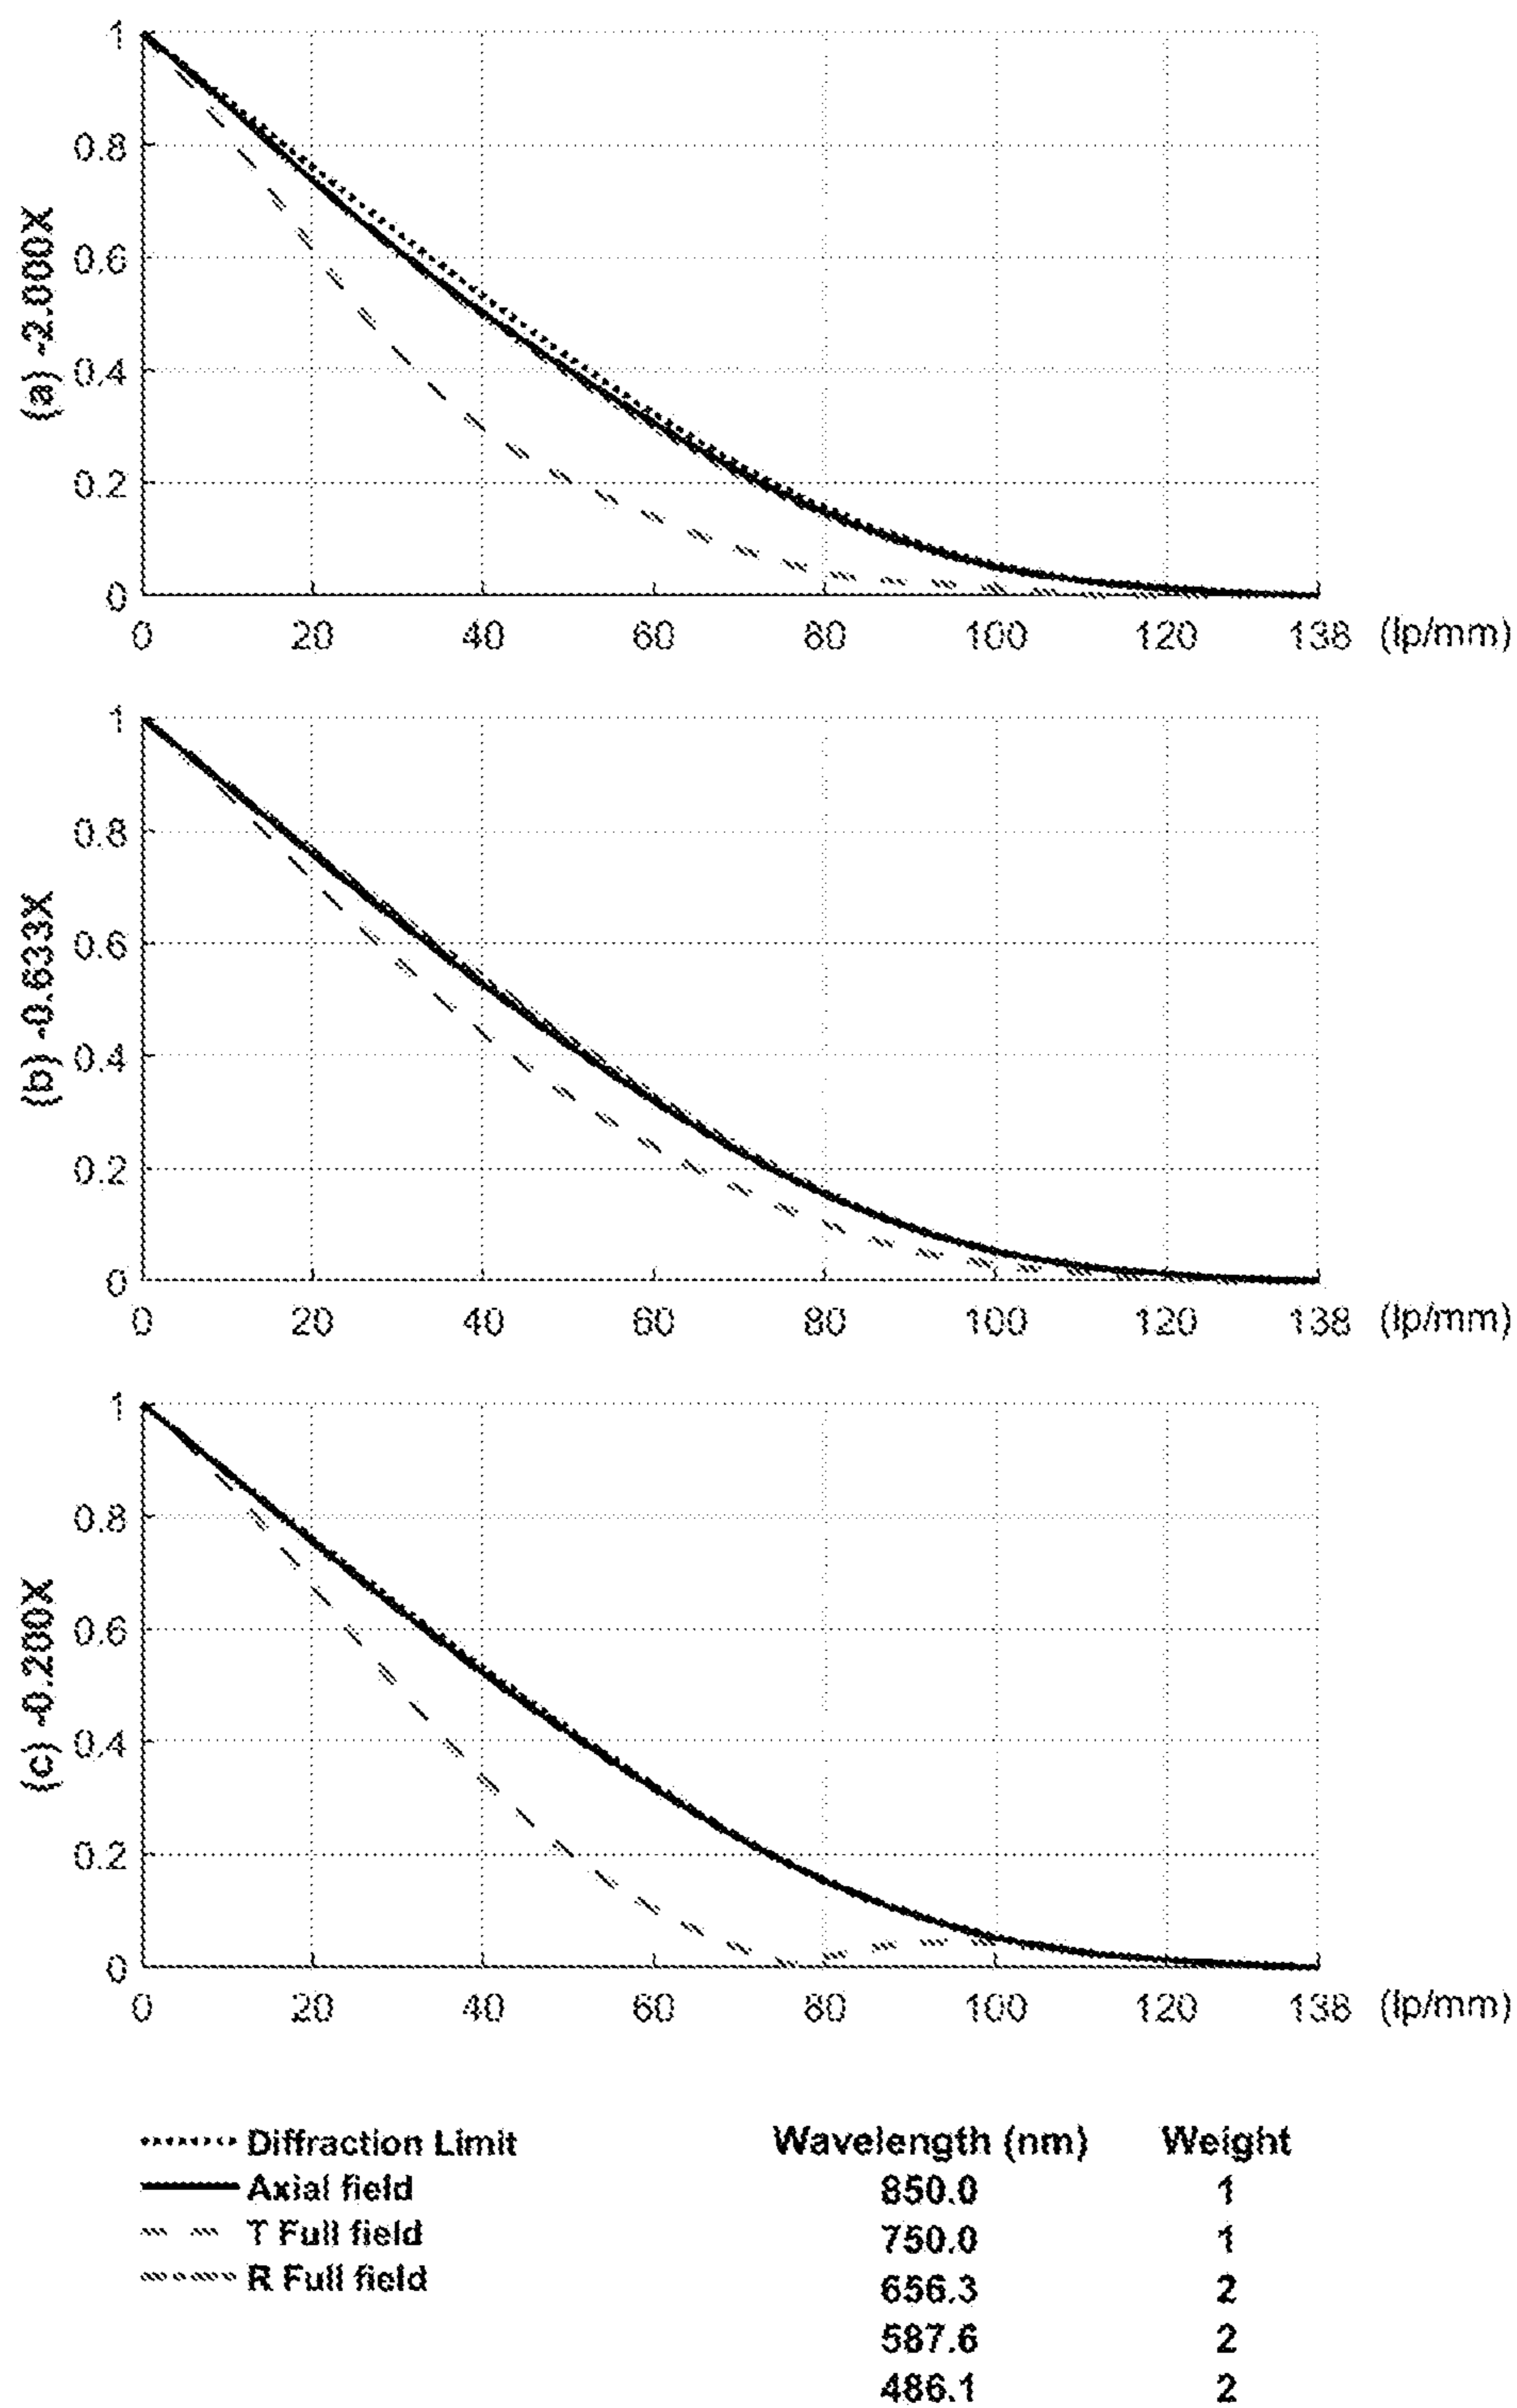 (a) -2.000X
1
0.8
0.6
0.4
0.2
0
0 20 40 60 80 100 120 138 (lp/mm)
(b) -0.633X
1
0.8
0.6
0.4
0.2
0
0 20 40 60 80 100 120 138 (lp/mm)
(c) -0.200X
1
0.8
0.6
0.4
0.2
0
0 20 40 60 80 100 120 138 (lp/mm)
Diffraction Limit
Axial field
T Full field
R Full field
Wavelength (nm) Weight
850.0 1
750.0 1
656.3 2
587.6 2
486.1 2